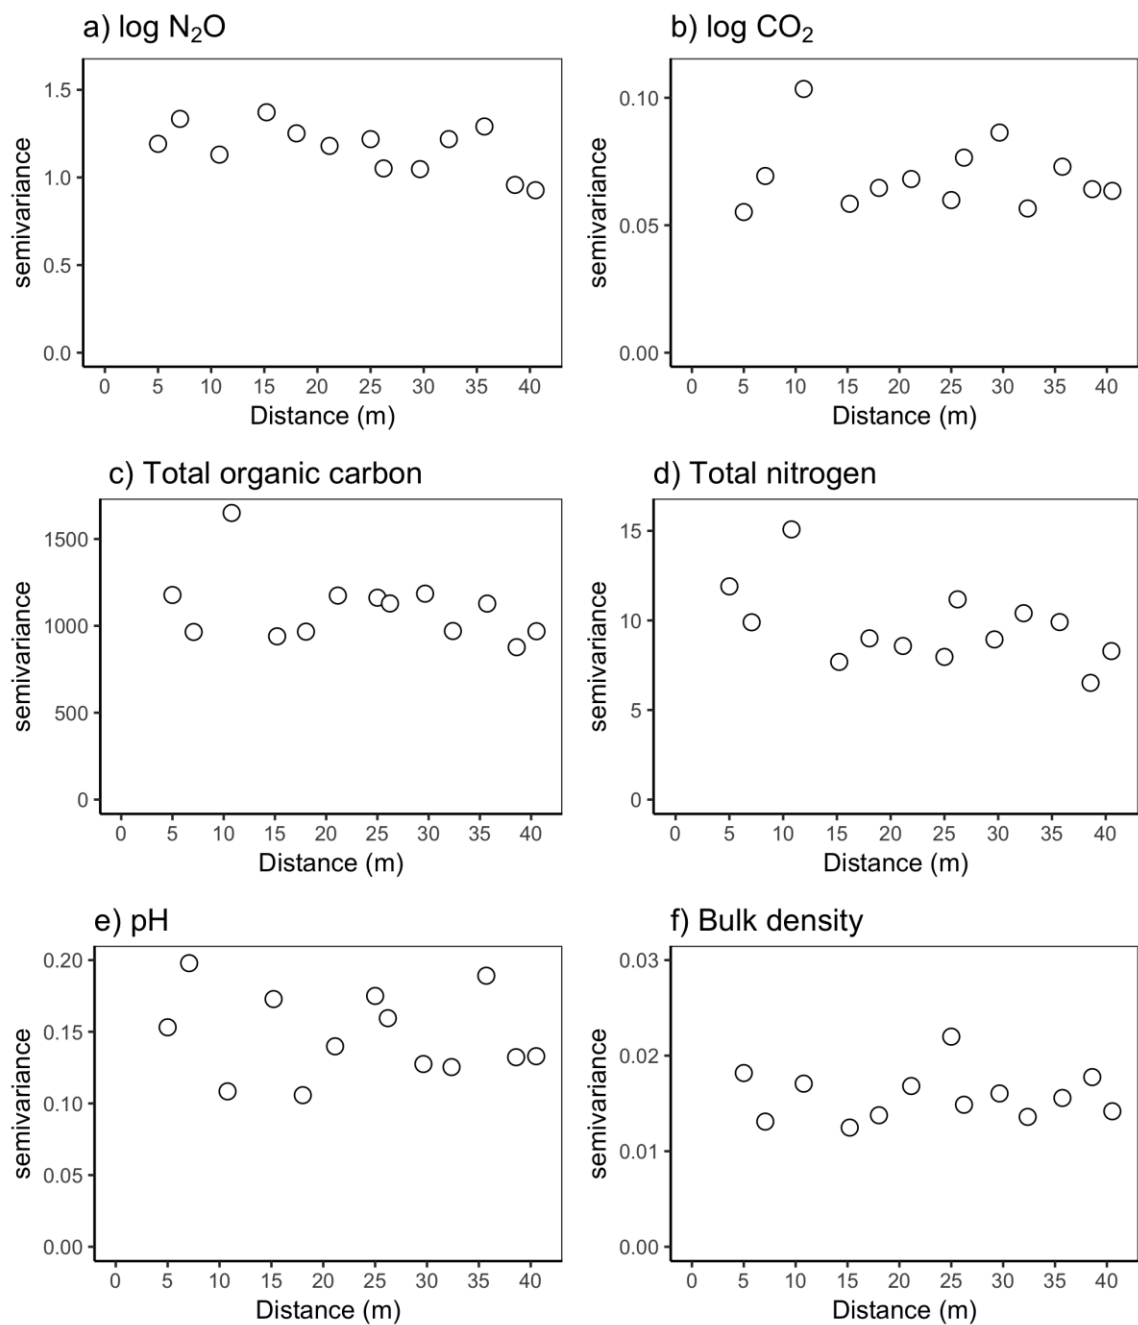 a) log N₂O
1.5
1.0
0.5
0.0
semivariance
0 5 10 15 20 25 30 35 40
Distance (m)
b) log CO₂
0.10
0.05
0.00
semivariance
0 5 10 15 20 25 30 35 40
Distance (m)
c) Total organic carbon
1500
1000
500
0
semivariance
0 5 10 15 20 25 30 35 40
Distance (m)
d) Total nitrogen
15
10
5
0
semivariance
0 5 10 15 20 25 30 35 40
Distance (m)
e) pH
0.20
0.15
0.10
0.05
0.00
semivariance
0 5 10 15 20 25 30 35 40
Distance (m)
f) Bulk density
0.03
0.02
0.01
0.00
semivariance
0 5 10 15 20 25 30 35 40
Distance (m)